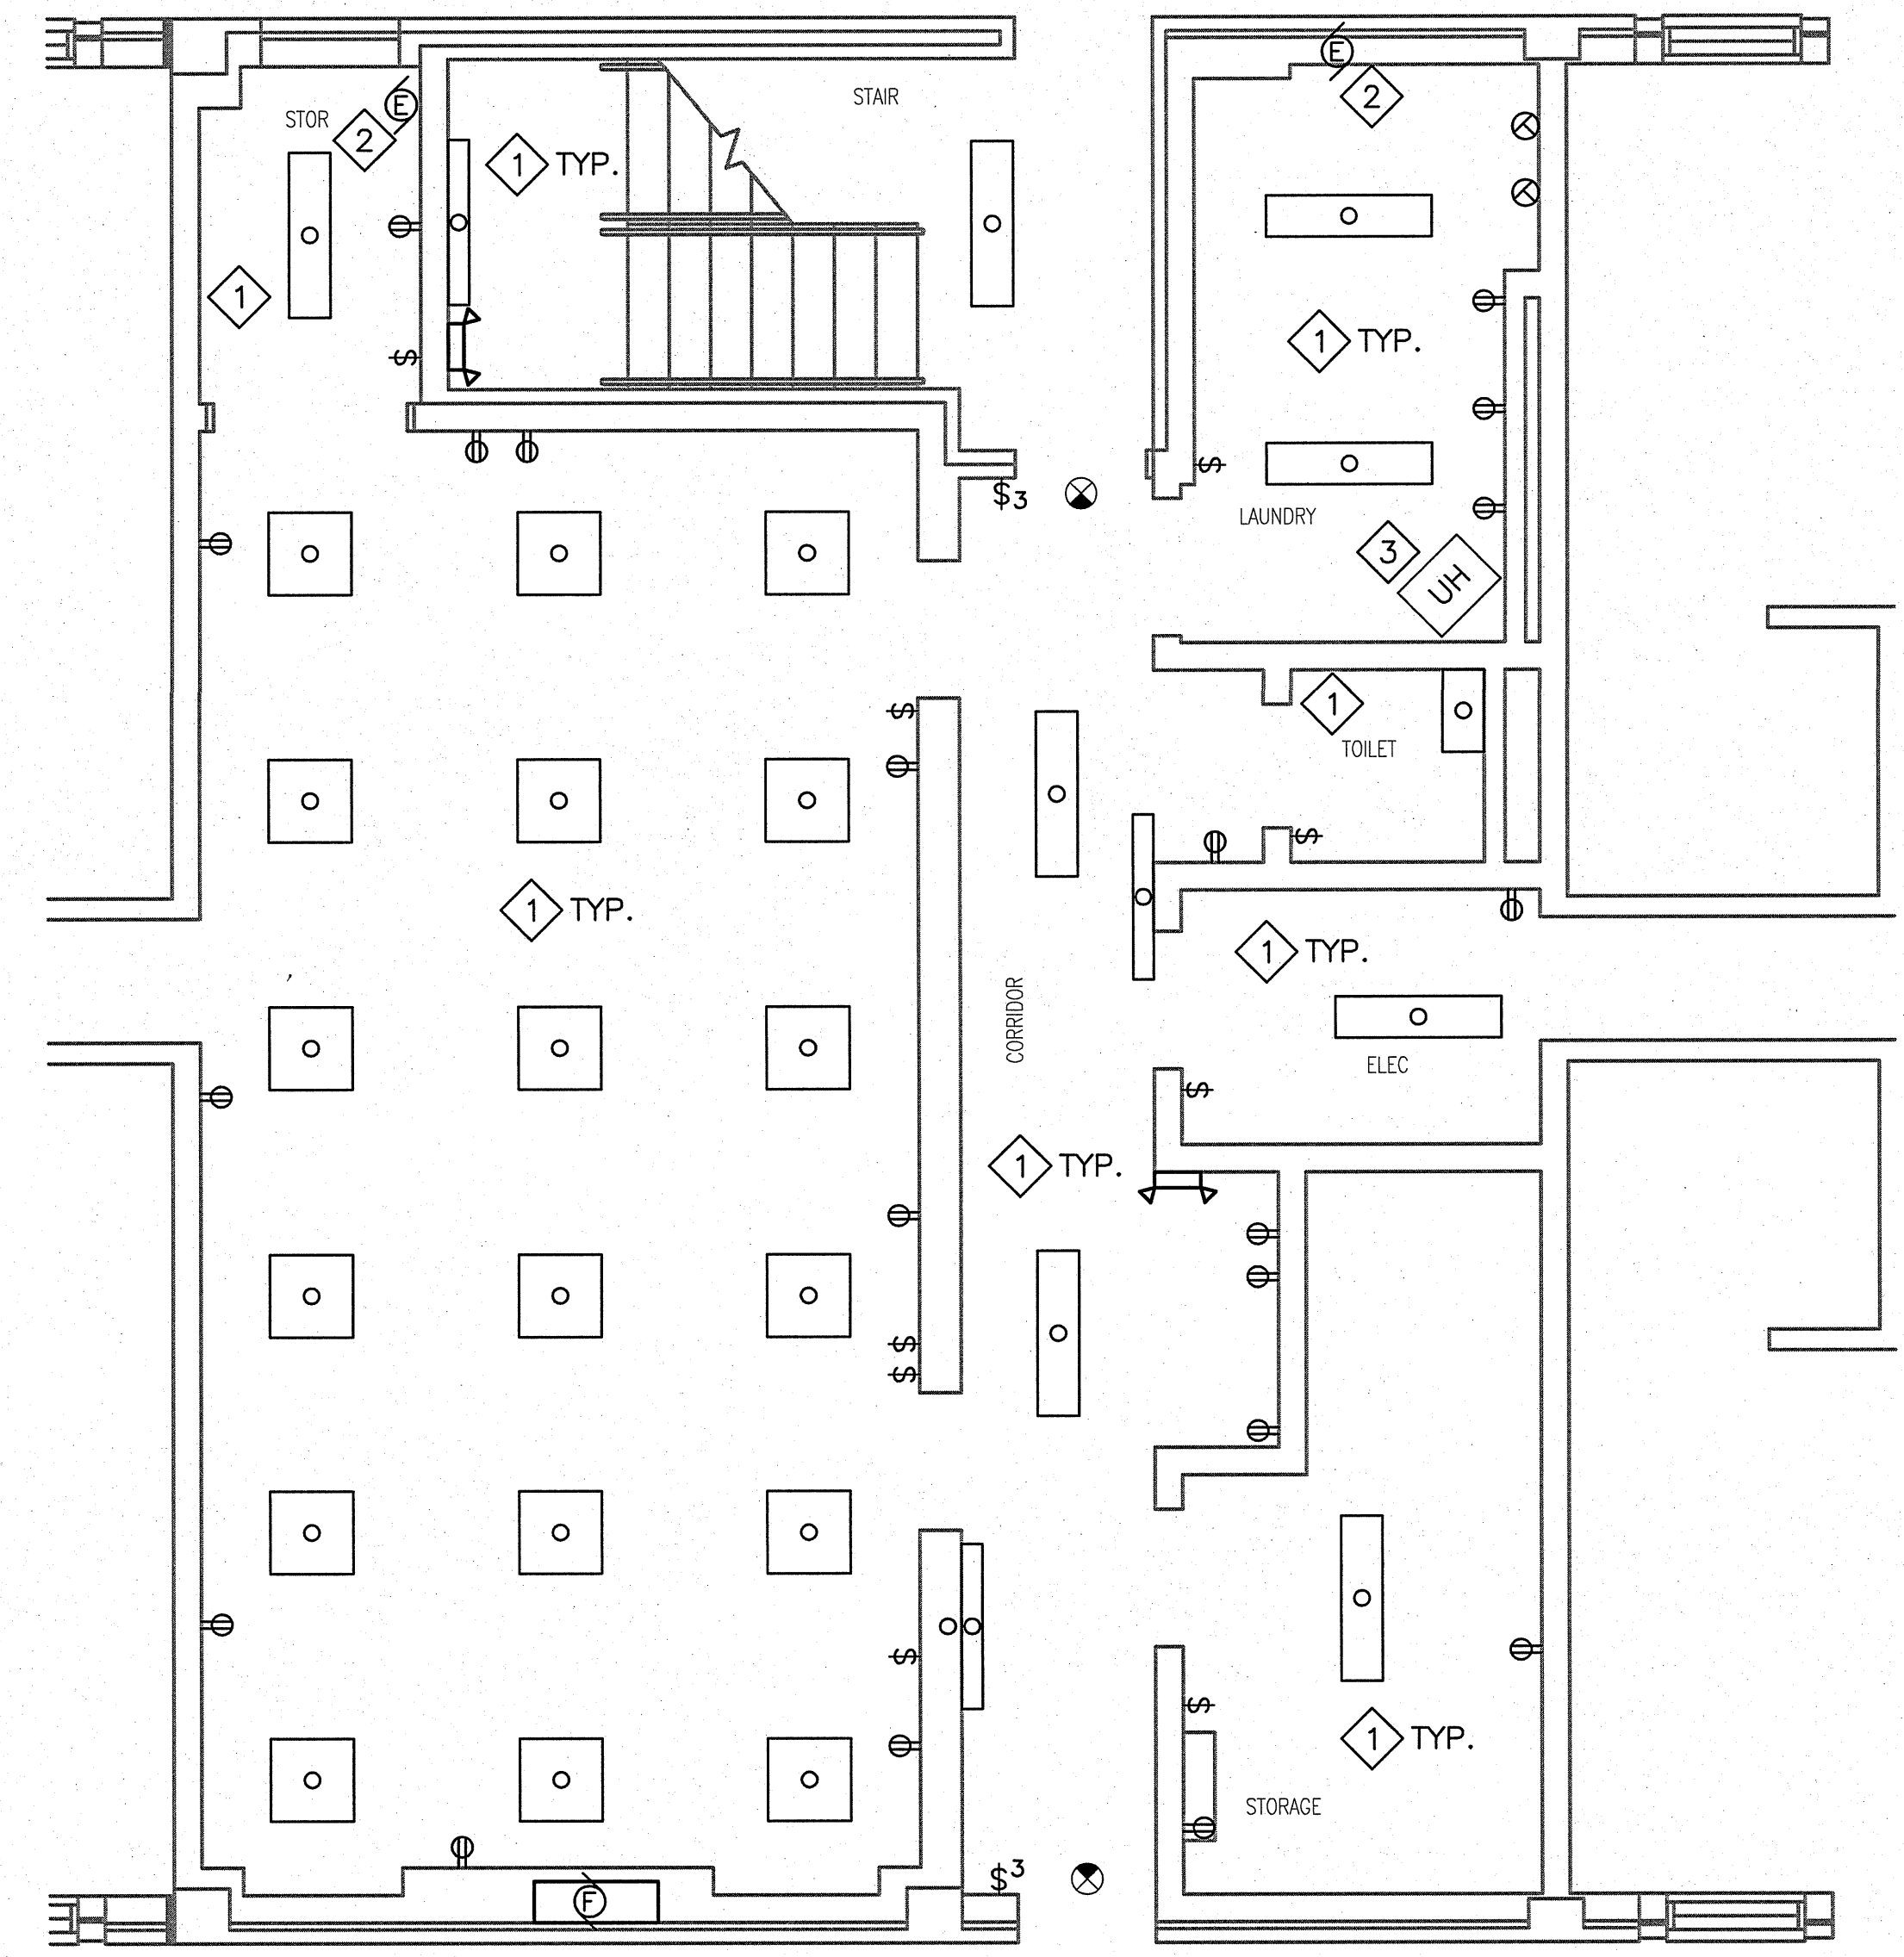 STAIR
E
2
E
STOR
2
1 TYP.
1
1 TYP.
$
$
$3
LAUNDRY
3
UH
$
1
TOILET
$
1 TYP.
1 TYP.
CORRIDOR
ELEC
$
1 TYP.
$
$
$
$
1 TYP.
STORAGE
$3
F